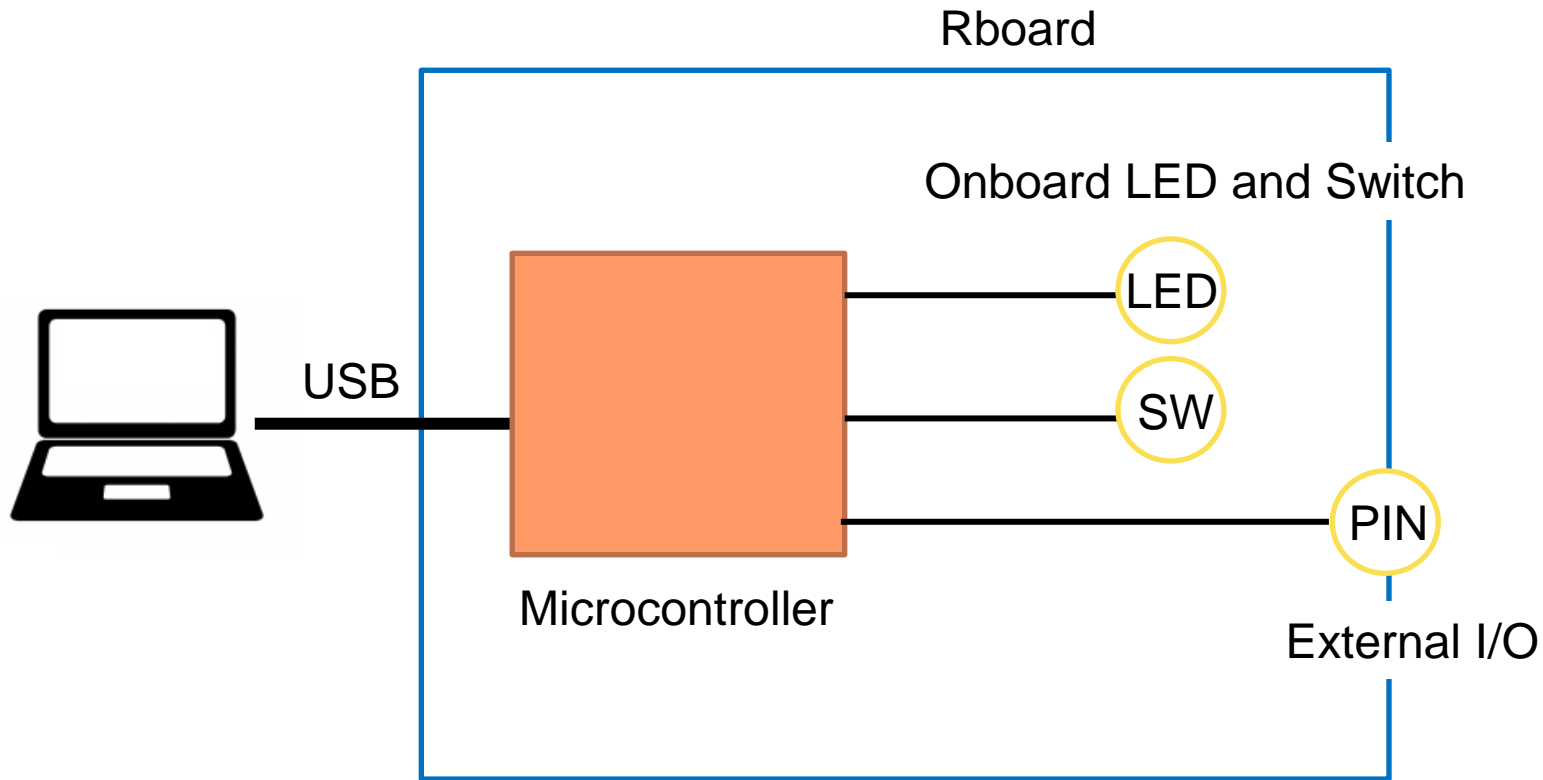 Rboard
Onboard LED and Switch
LED
USB
SW
PIN
Microcontroller
External I/O